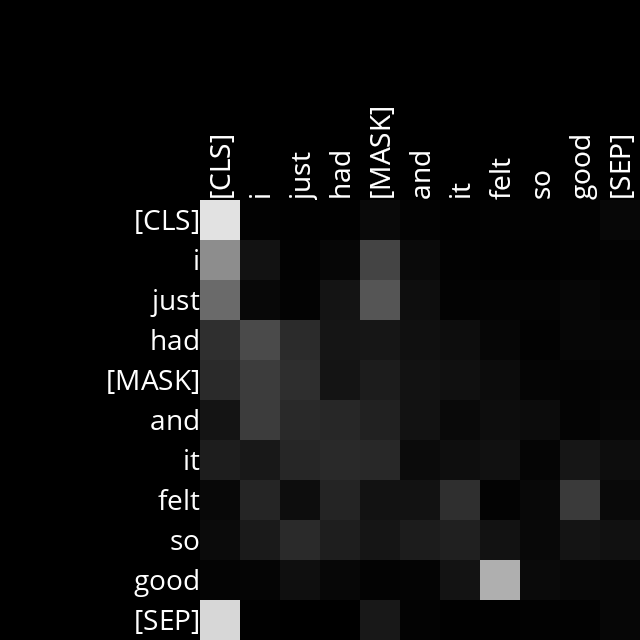 [CLS] i just had [MASK] and it felt so good [SEP]
[CLS]
i
just
had
[MASK]
and
it
felt
so
good
[SEP]